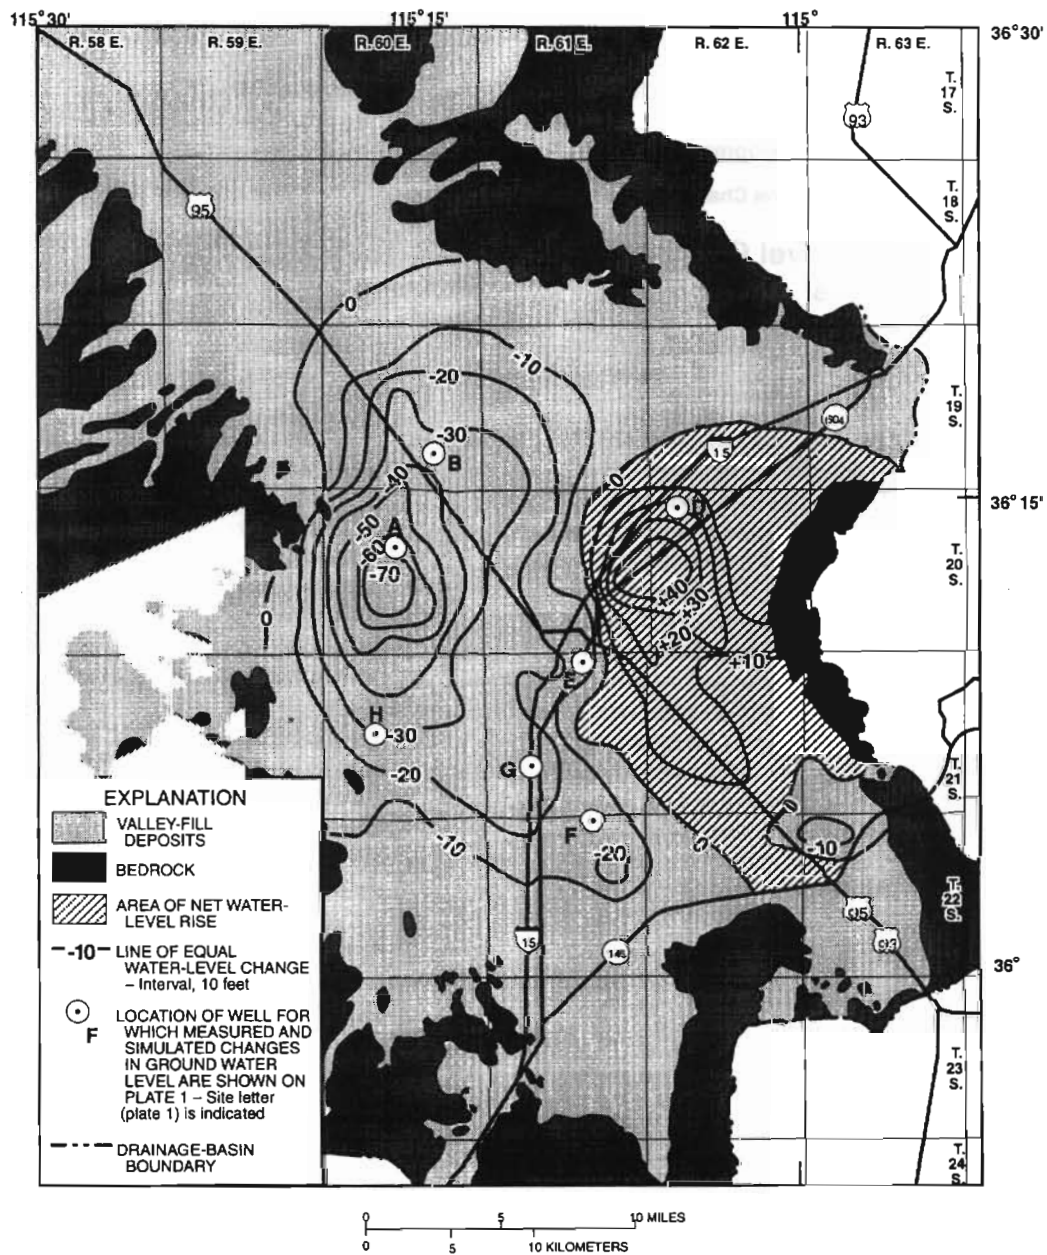 115°30'
115°15'
115°
36°30'
R. 58 E.
R. 59 E.
R. 60 E.
R. 61 E.
R. 62 E.
R. 63 E.
T. 17 S.
93
T. 18 S.
95
0
-10
-20
T. 19 S.
604
-30
15
B
-40
0
D
36°15'
-50
A
-60
-70
T. 20 S.
+40
+30
0
+20
+10
E
H
-30
G
-20
T. 21 S.
0
F
-10
0
-10
-20
T. 22 S.
95
93
15
146
36°
T. 23 S.
T. 24 S.
EXPLANATION
VALLEY-FILL
DEPOSITS
BEDROCK
AREA OF NET WATER-
LEVEL RISE
-10
LINE OF EQUAL
WATER-LEVEL CHANGE
– Interval, 10 feet
F
LOCATION OF WELL FOR
WHICH MEASURED AND
SIMULATED CHANGES
IN GROUND WATER
LEVEL ARE SHOWN ON
PLATE 1 – Site letter
(plate 1) is indicated
DRAINAGE-BASIN
BOUNDARY
0 5 10 MILES
0 5 10 KILOMETERS